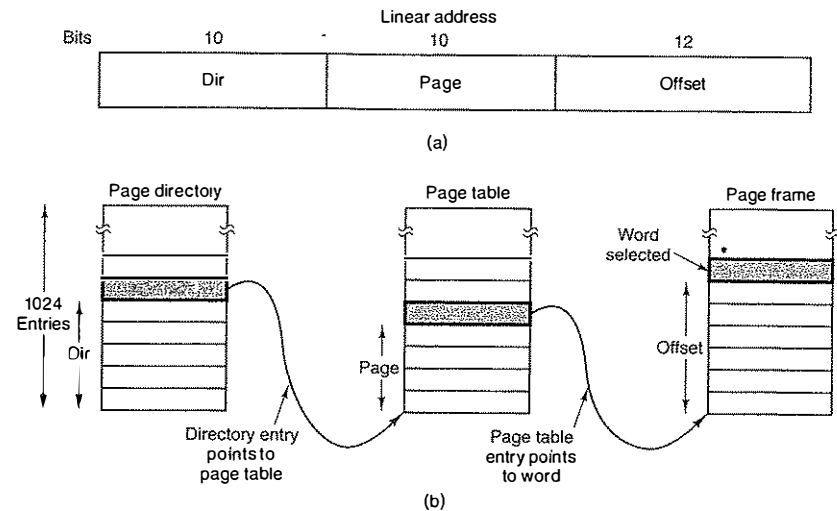 Linear address
Bits 10 10 12
Dir Page Offset
(a)
Page directory Page table Page frame
Word
selected
1024
Entries
Dir
Page
Offset
Directory entry
points to
page table
Page table
entry points
to word
(b)